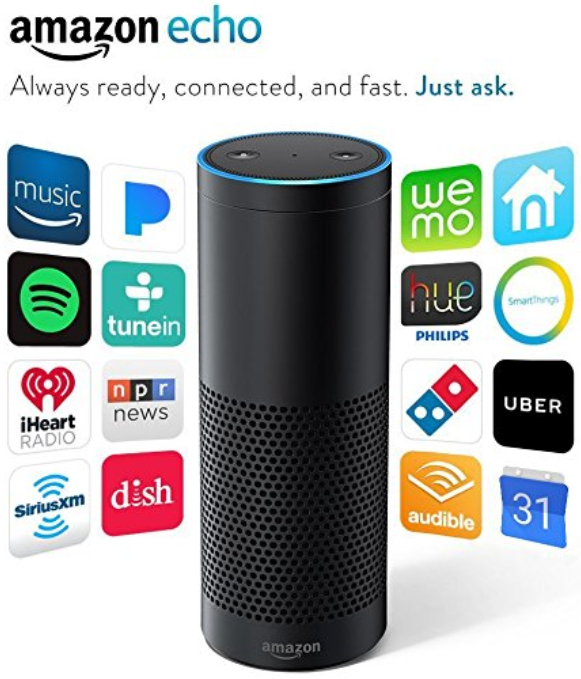 amazon echo
Always ready, connected, and fast. Just ask.
music
P
we
mo
tunein
hue
PHILIPS
SmartThings
iHeart
RADIO
npr
news
UBER
SiriusXm
dish
audible
31
amazon